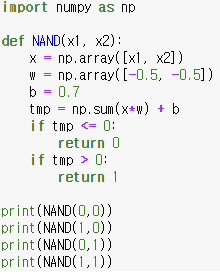 import numpy as np

def NAND(x1, x2):
    x = np.array([x1, x2])
    w = np.array([-0.5, -0.5])
    b = 0.7
    tmp = np.sum(x*w) + b
    if tmp <= 0:
        return 0
    if tmp > 0:
        return 1

print(NAND(0,0))
print(NAND(1,0))
print(NAND(0,1))
print(NAND(1,1))